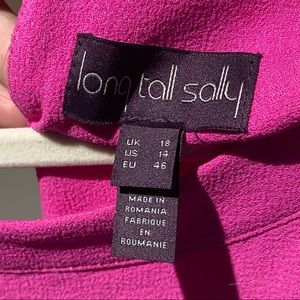 long tall sally
UK 18
US 14
EU 46
MADE IN
ROMANIA
FABRIQUE
EN
ROUMANIE